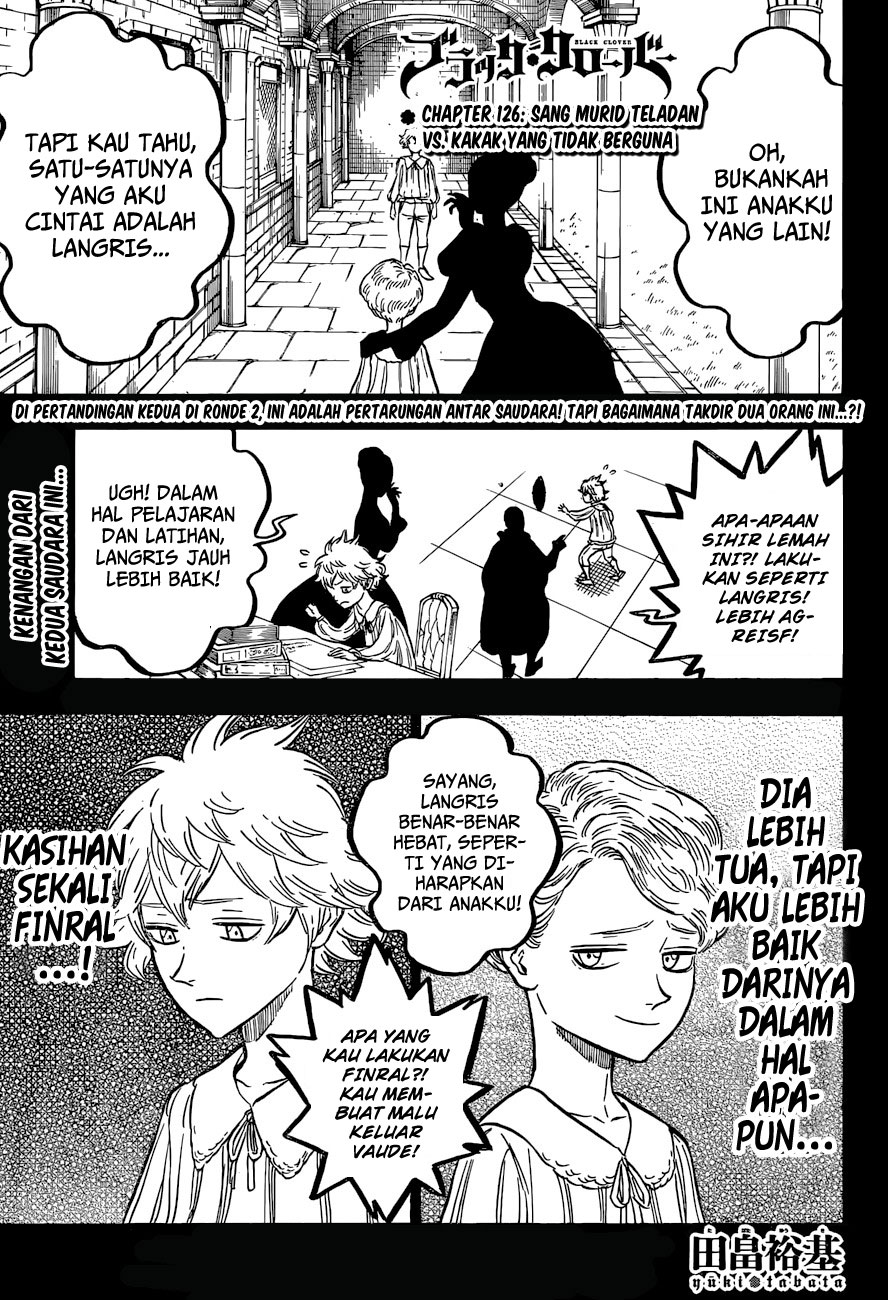 BLACK CLOVER
ブラッククローバー
CHAPTER 126: SANG MURID TELADAN
VS. KAKAK YANG TIDAK BERGUNA
OH,
BUKANKAH
INI ANAKKU
YANG LAIN!
TAPI KAU TAHU,
SATU-SATUNYA
YANG AKU
CINTAI ADALAH
LANGRIS...
DI PERTANDINGAN KEDUA DI RONDE 2, INI ADALAH PERTARUNGAN ANTAR SAUDARA! TAPI BAGAIMANA TAKDIR DUA ORANG INI...?!
APA-APAAN
SIHIR LEMAH
INI?! LAKU-
KAN SEPERTI
LANGRIS!
LEBIH AG-
REISF!
UGH! DALAM
HAL PELAJARAN
DAN LATIHAN,
LANGRIS JAUH
LEBIH BAIK!
KENANGAN DARI
KEDUA SAUDARA INI...
DIA
LEBIH
TUA, TAPI
AKU LEBIH
BAIK
DARINYA
DALAM
HAL
APA-
PUN...
SAYANG,
LANGRIS
BENAR-BENAR
HEBAT, SEPER-
TI YANG DI-
HARAPKAN
DARI ANAKKU!
APA YANG
KAU LAKUKAN
FINRAL?!
KAU MEM-
BUAT MALU
KELUAR
VAUDE!
KASIHAN
SEKALI
FINRAL
...!
田畠裕基
yūki tabata